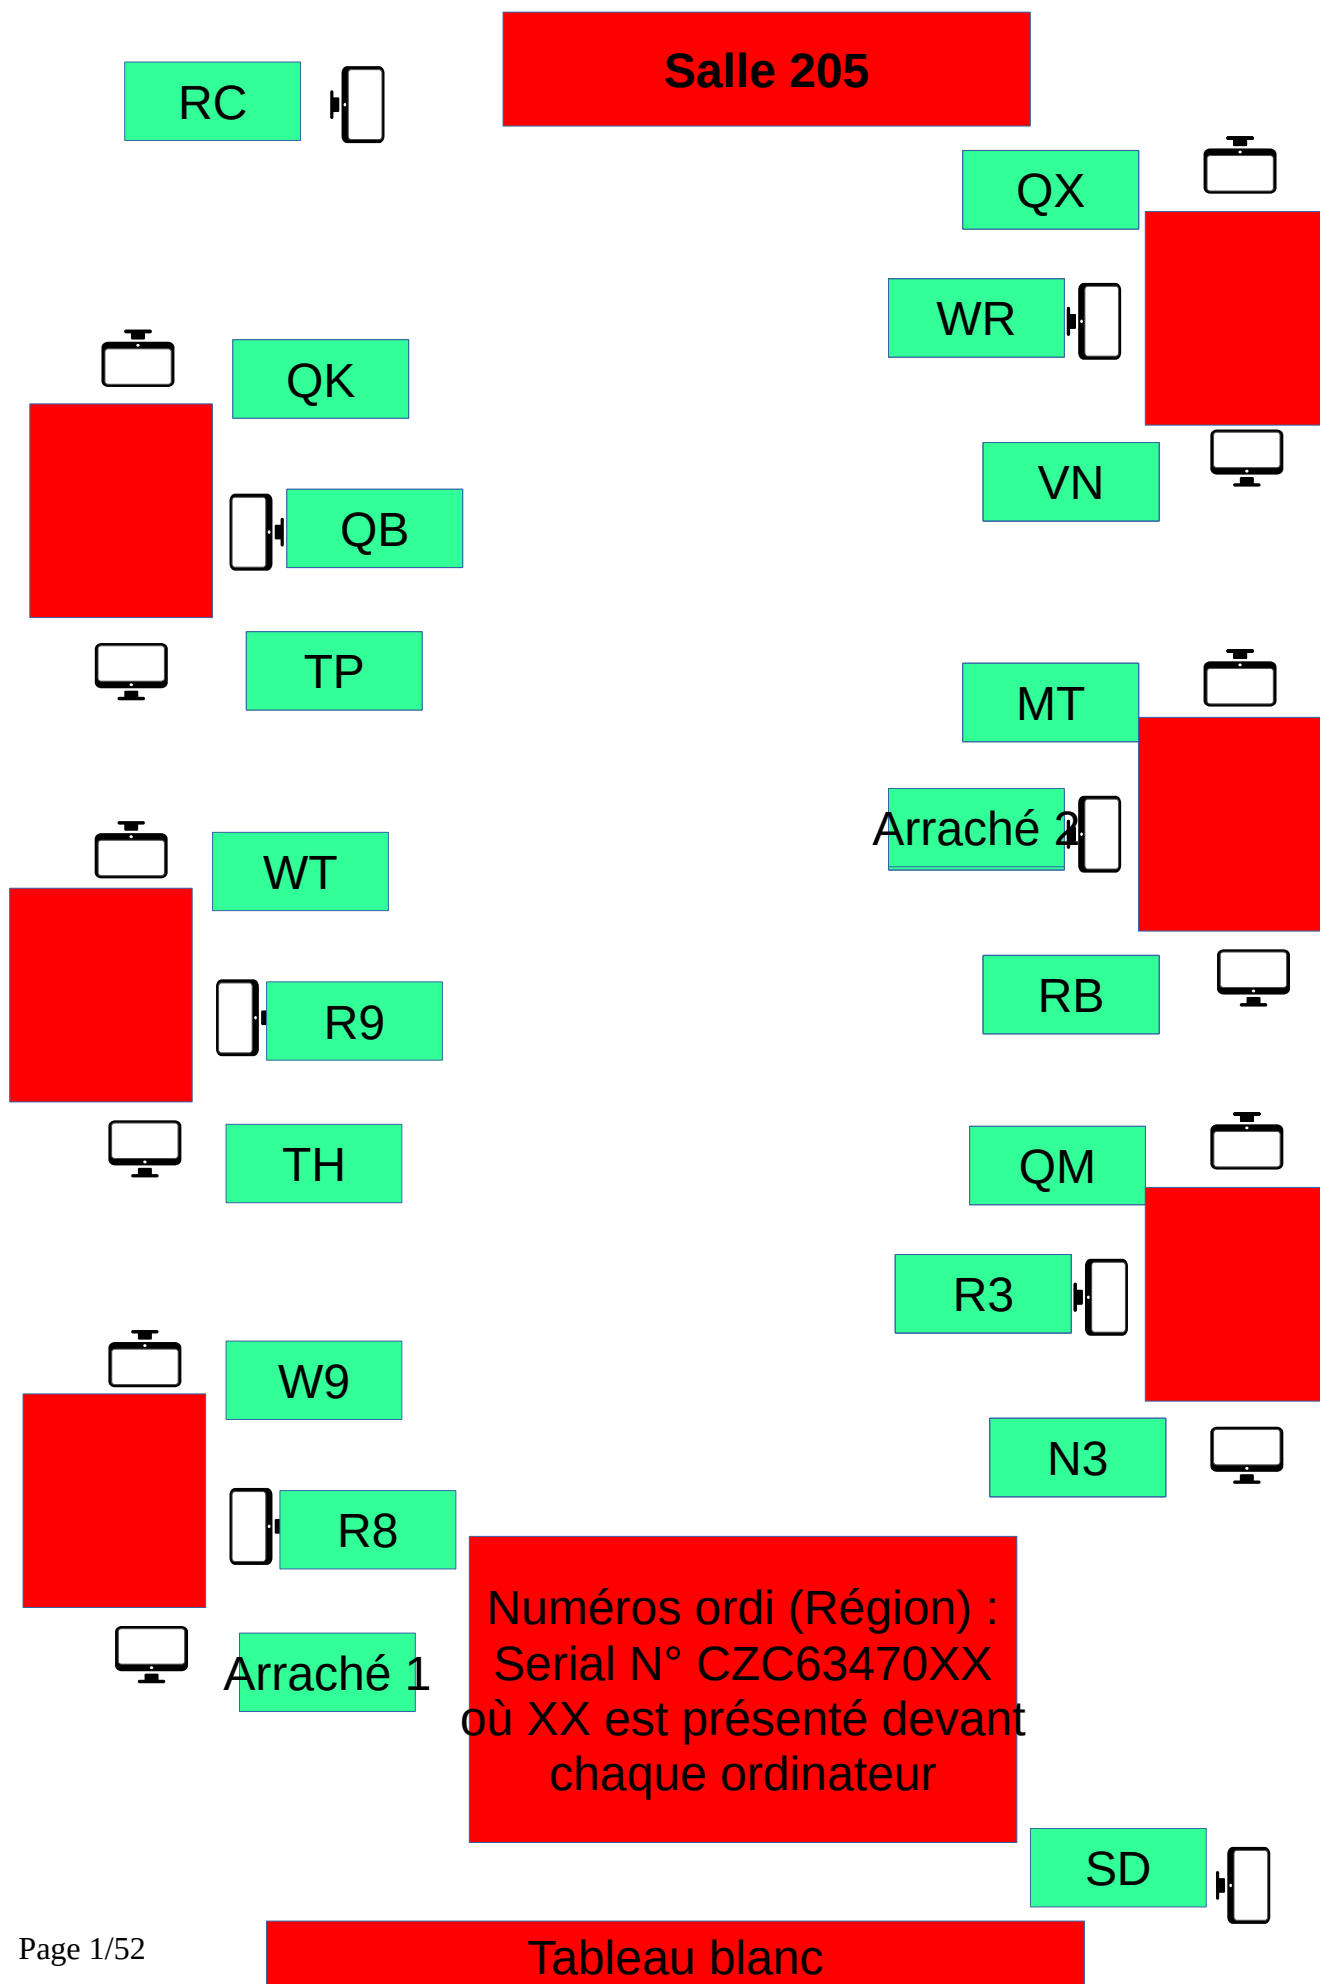 Salle 205
RC
QX
WR
QK
VN
QB
TP
MT
Arraché 2
WT
RB
R9
TH
QM
R3
W9
N3
R8
Numéros ordi (Région) :
Serial N° CZC63470XX
où XX est présenté devant
chaque ordinateur
Arraché 1
SD
Page 1/52
Tableau blanc